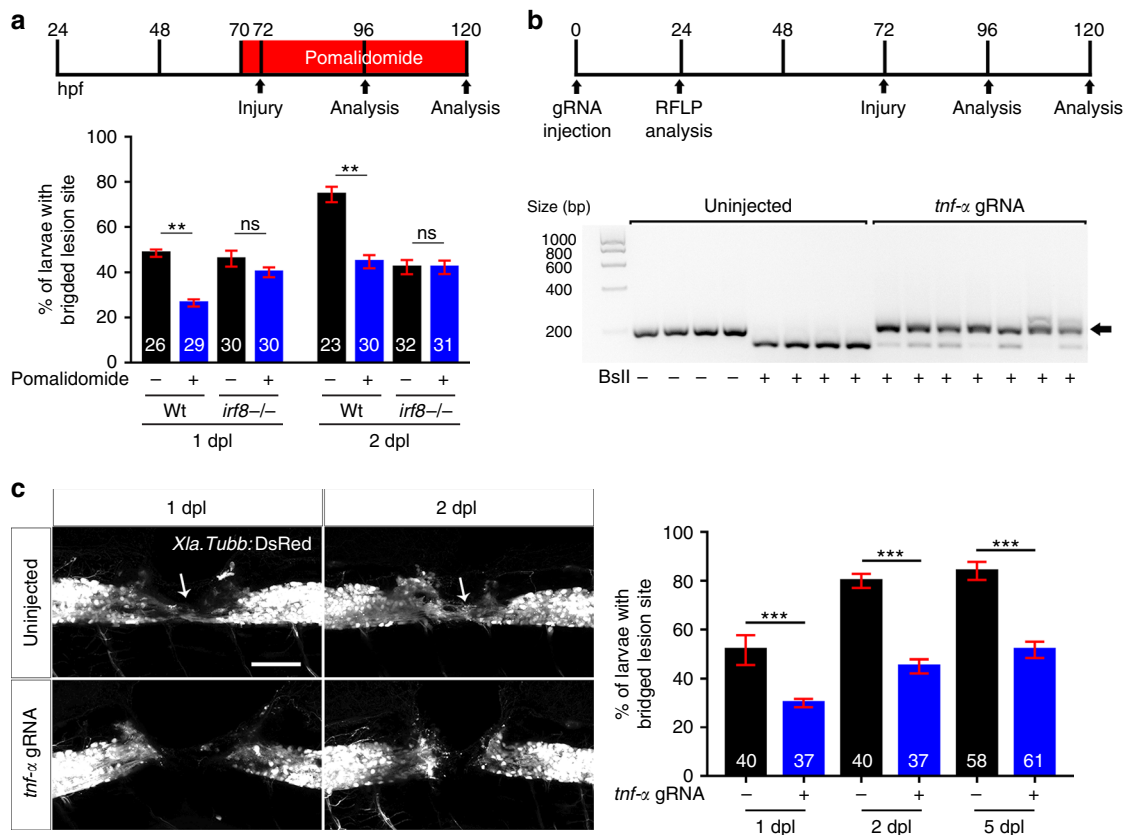 a
24 48 70 72 96 120
Pomalidomide
hpf
Injury Analysis Analysis
% of larvae with
brigded lesion site
100
80
60
40
20
0
** ns ** ns
26 29 30 30 23 30 32 31
Pomalidomide – + – + – + – +
Wt irf8–/– Wt irf8–/–
1 dpl 2 dpl
b
0 24 48 72 96 120
gRNA injection
RFLP analysis
Injury Analysis Analysis
Size (bp) Uninjected tnf-α gRNA
1000
800
600
400
200
BslI – – – – + + + + + + + + + + +
c
1 dpl 2 dpl
Uninjected
Xla.Tubb:DsRed
tnf-α gRNA
% of larvae with
bridged lesion site
100
80
60
40
20
0
*** *** ***
40 37 40 37 58 61
tnf-α gRNA – + – + – +
1 dpl 2 dpl 5 dpl